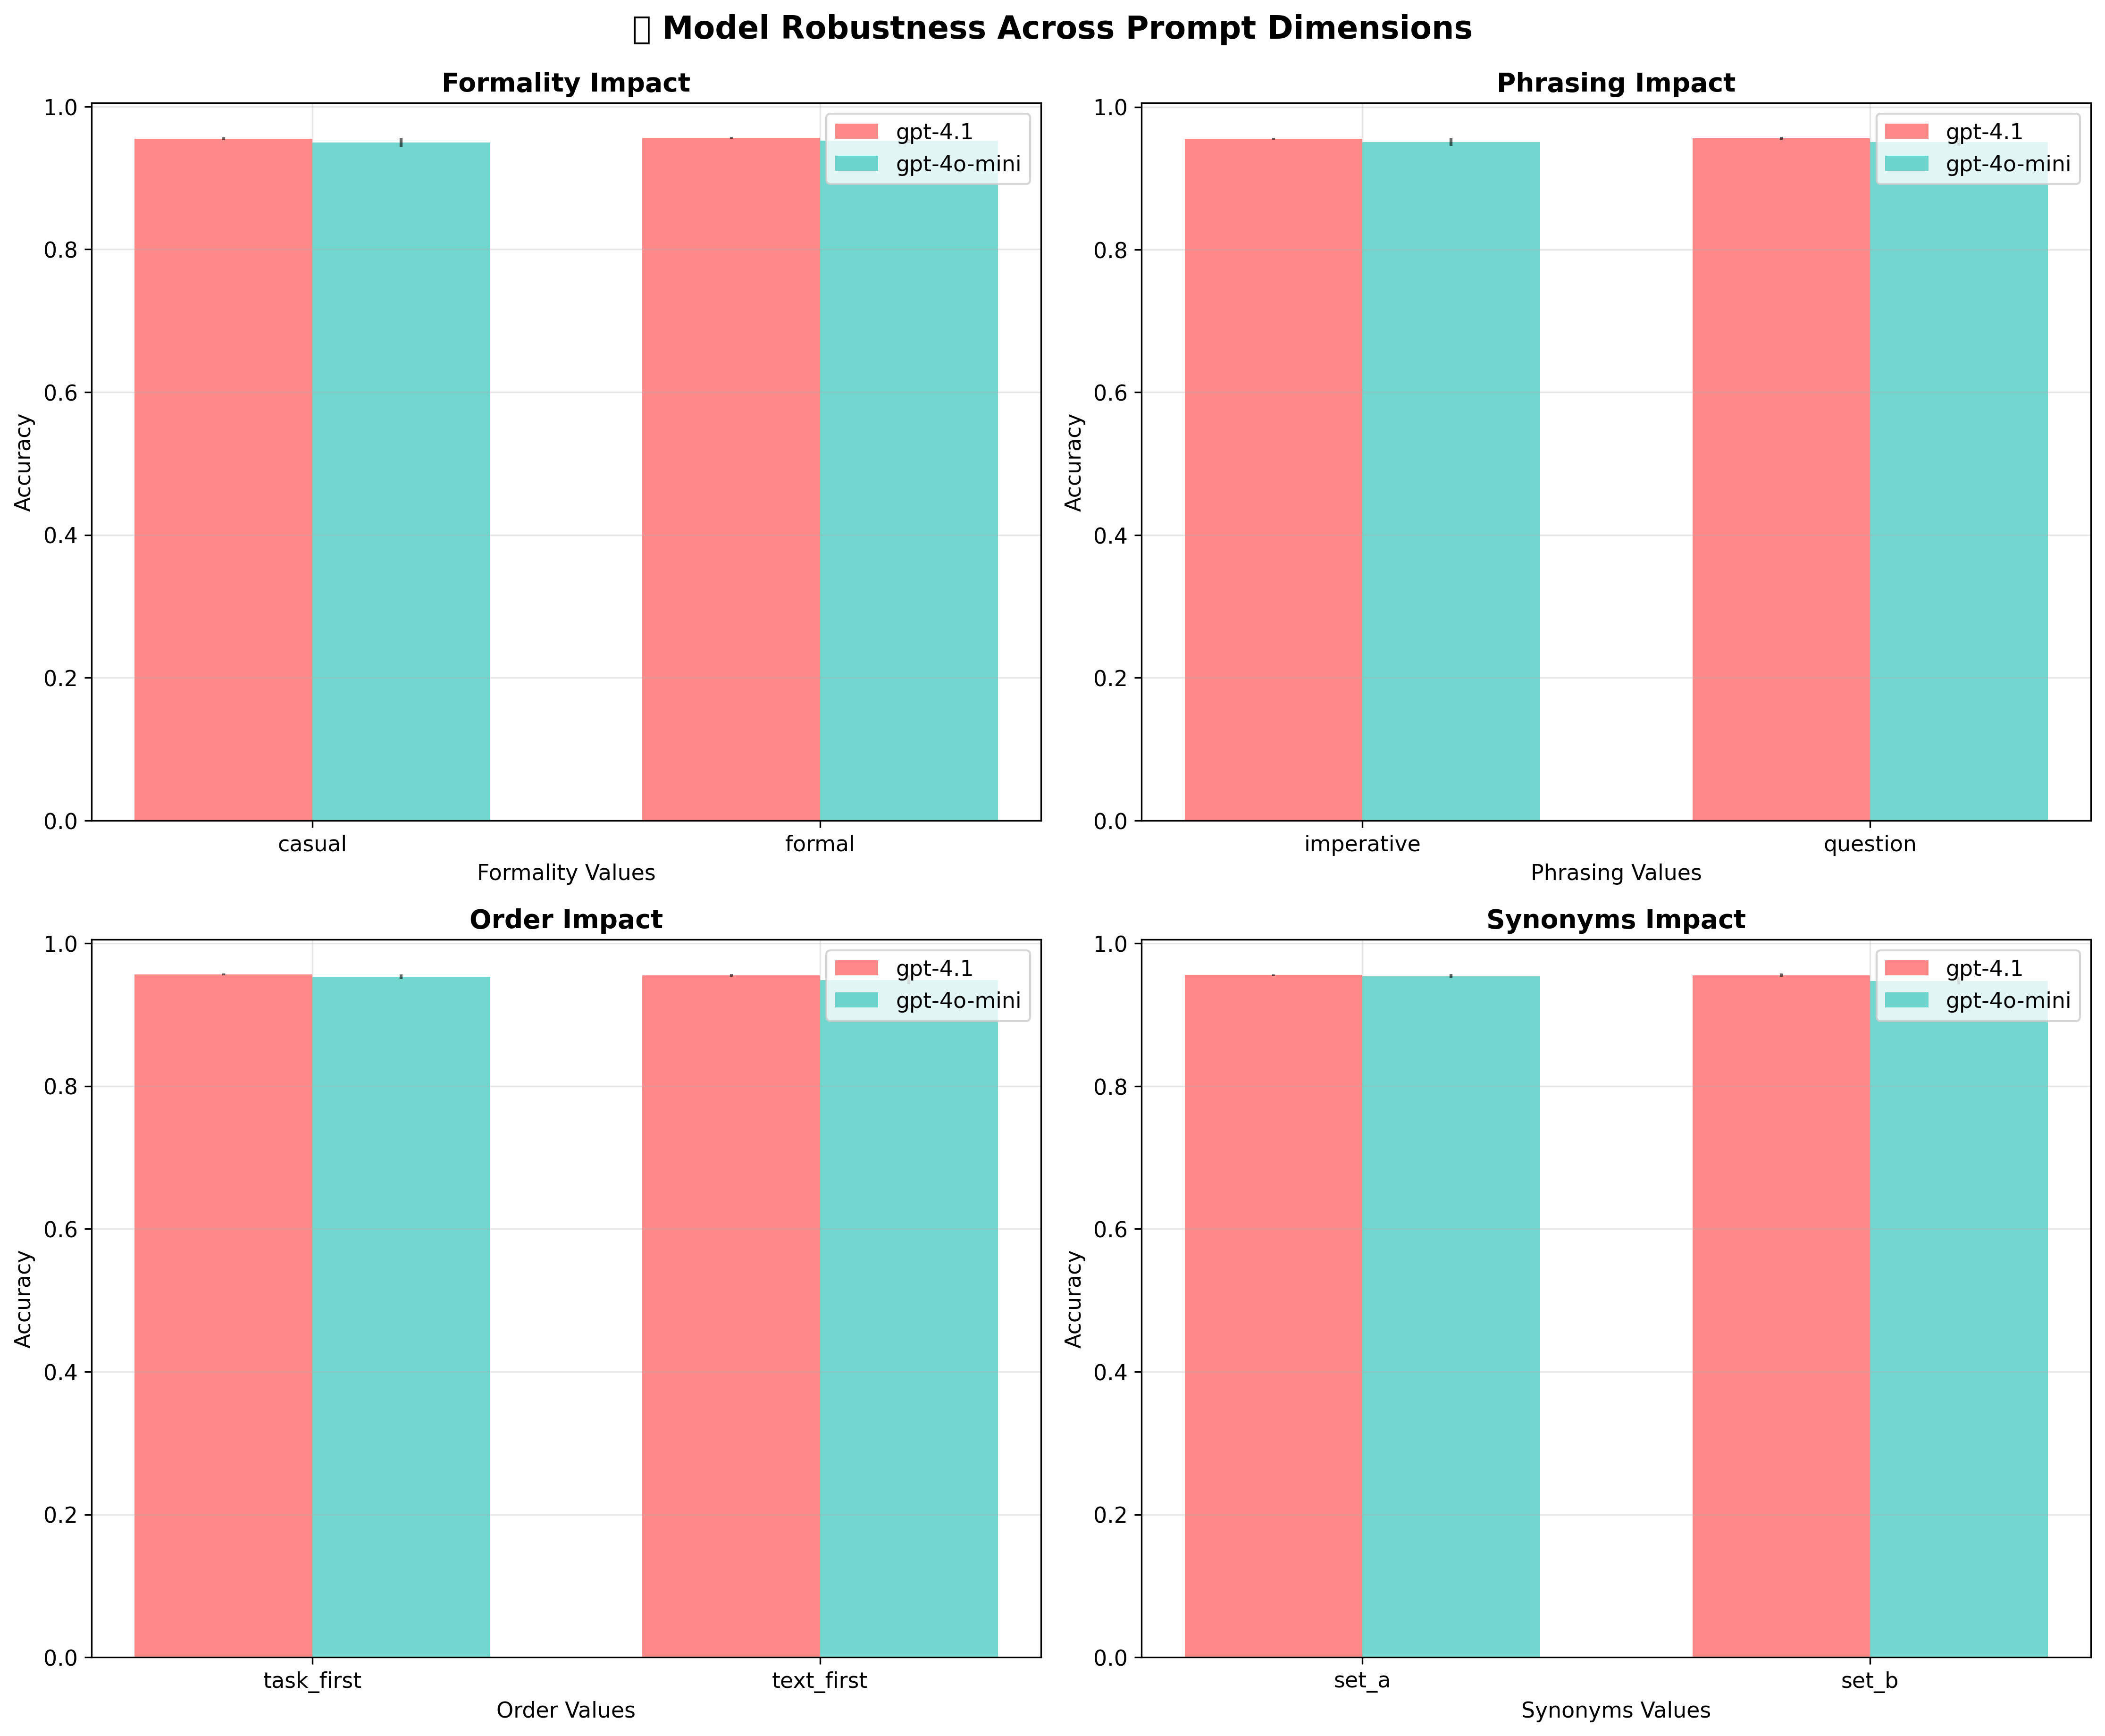 Model Robustness Across Prompt Dimensions
Formality Impact
1.0
0.8
0.6
0.4
0.2
0.0
Accuracy
gpt-4.1
gpt-4o-mini
casual
formal
Formality Values
Phrasing Impact
1.0
0.8
0.6
0.4
0.2
0.0
Accuracy
gpt-4.1
gpt-4o-mini
imperative
question
Phrasing Values
Order Impact
1.0
0.8
0.6
0.4
0.2
0.0
Accuracy
gpt-4.1
gpt-4o-mini
task_first
text_first
Order Values
Synonyms Impact
1.0
0.8
0.6
0.4
0.2
0.0
Accuracy
gpt-4.1
gpt-4o-mini
set_a
set_b
Synonyms Values